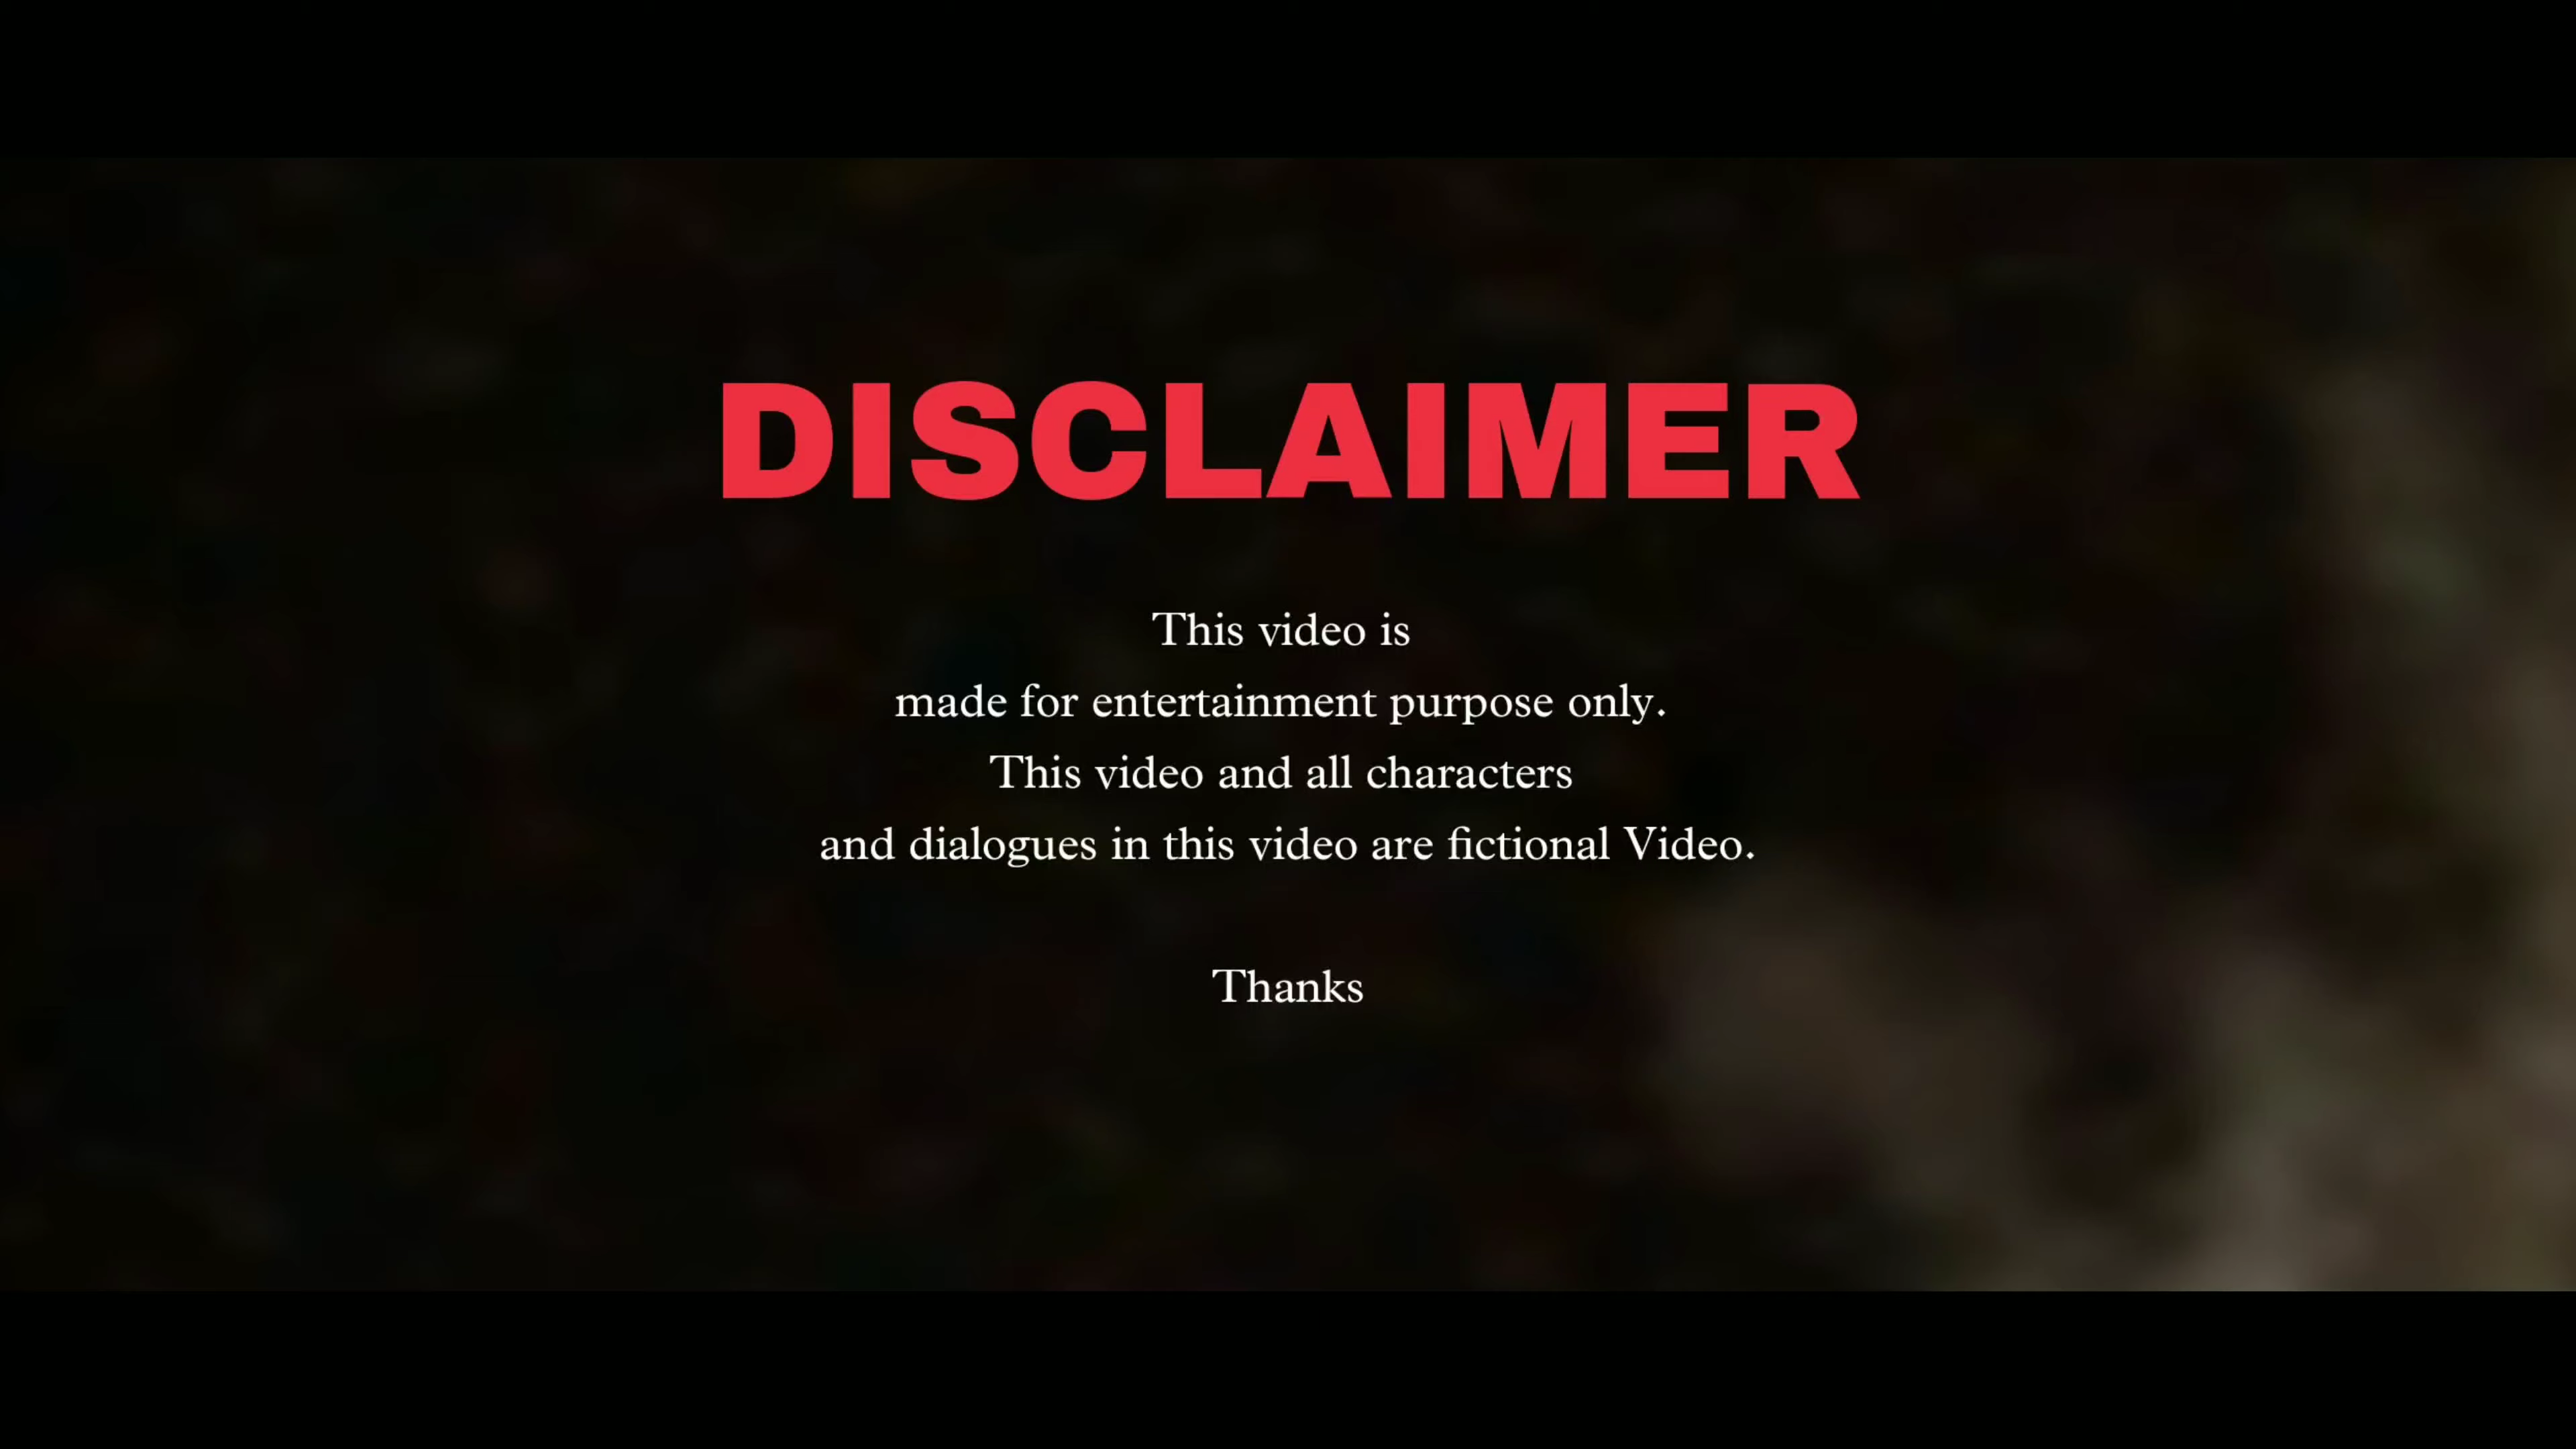 DISCLAIMER
This video is
made for entertainment purpose only.
This video and all characters
and dialogues in this video are fictional Video.
Thanks